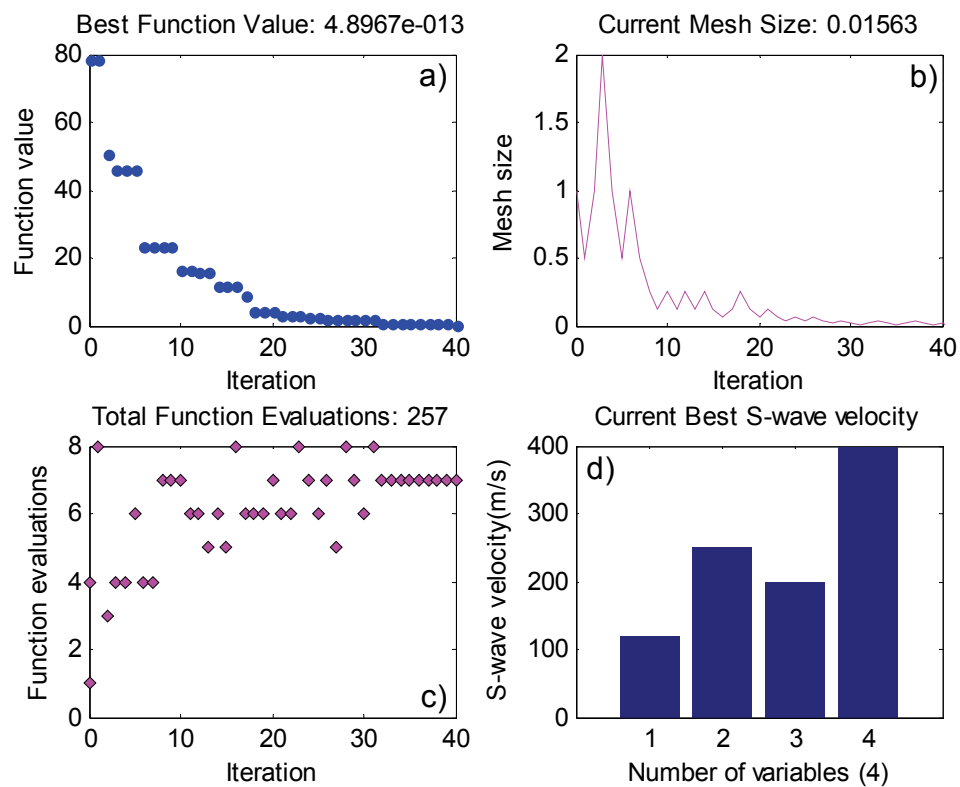 Best Function Value: 4.8967e-013
a)
Function value
80
60
40
20
0
0 10 20 30 40
Iteration
Current Mesh Size: 0.01563
b)
Mesh size
2
1.5
1
0.5
0
0 10 20 30 40
Iteration
Total Function Evaluations: 257
c)
Function evaluations
8
6
4
2
0
0 10 20 30 40
Iteration
Current Best S-wave velocity
d)
S-wave velocity(m/s)
400
300
200
100
0
1 2 3 4
Number of variables (4)